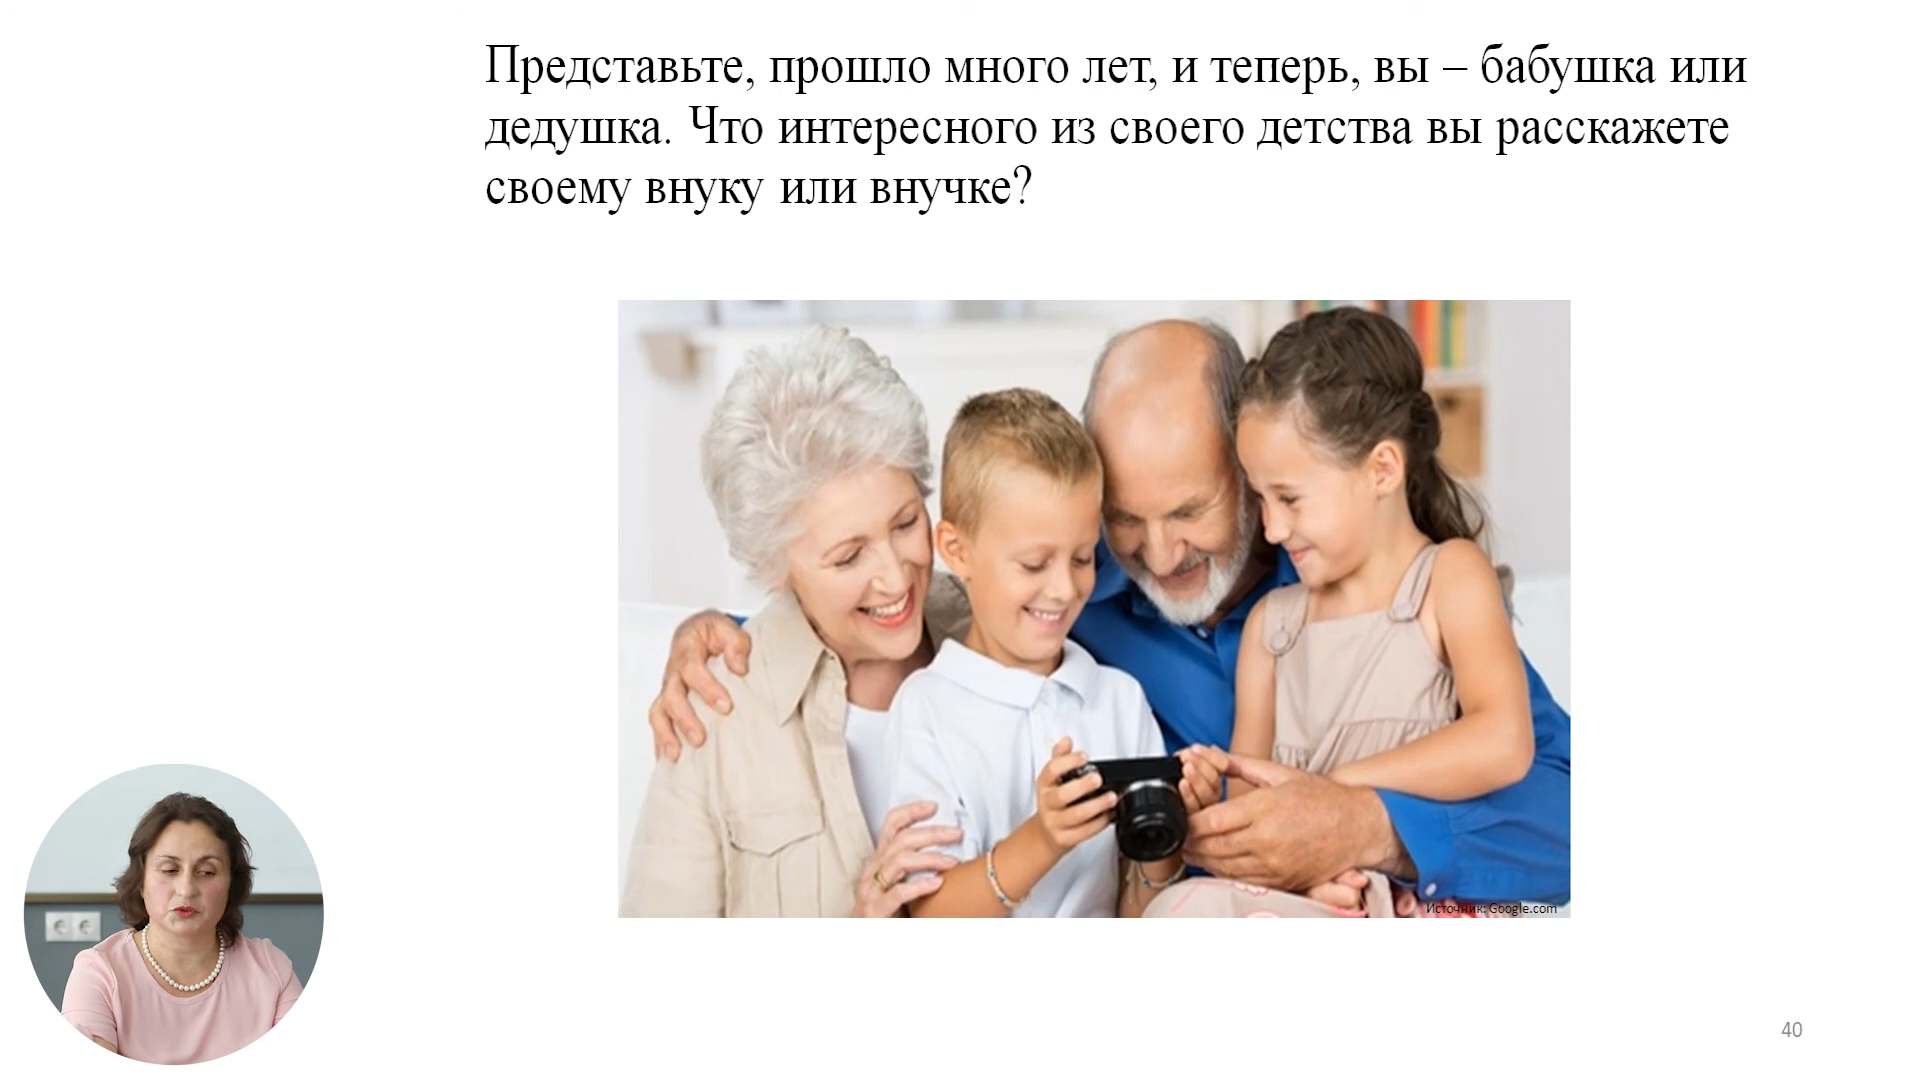 Представьте, прошло много лет, и теперь, вы – бабушка или
дедушка. Что интересного из своего детства вы расскажете
своему внуку или внучке?
Источник: Google.com
40